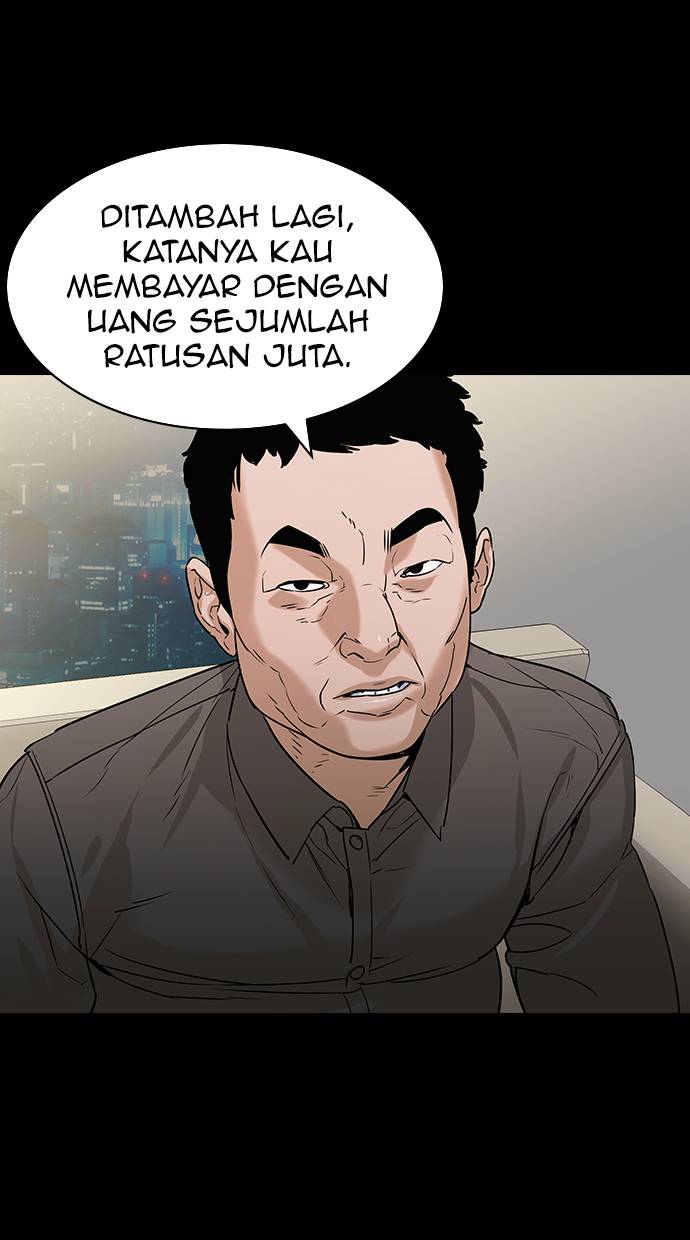 DITAMBAH LAGI,
KATANYA KAU
MEMBAYAR DENGAN
UANG SEJUMLAH
RATUSAN JUTA.